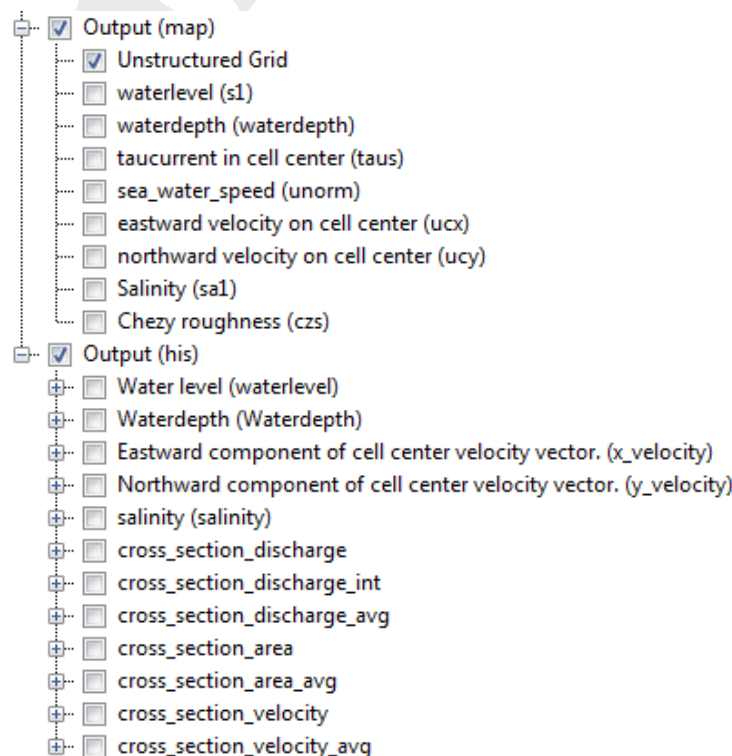 Output (map)
Unstructured Grid
waterlevel (s1)
waterdepth (waterdepth)
taucurrent in cell center (taus)
sea_water_speed (unorm)
eastward velocity on cell center (ucx)
northward velocity on cell center (ucy)
Salinity (sa1)
Chezy roughness (czs)
Output (his)
Water level (waterlevel)
Waterdepth (Waterdepth)
Eastward component of cell center velocity vector. (x_velocity)
Northward component of cell center velocity vector. (y_velocity)
salinity (salinity)
cross_section_discharge
cross_section_discharge_int
cross_section_discharge_avg
cross_section_area
cross_section_area_avg
cross_section_velocity
cross_section_velocity_avg